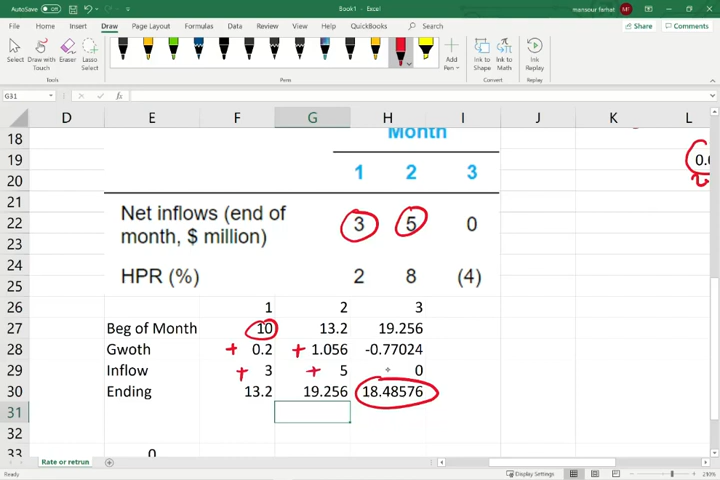 AutoSave Off Book1 - Excel mansour ferhat MF
File Home Insert Draw Page Layout Formulas Data Review View Help QuickBooks Search Share Comments
Select Draw with Touch Eraser Lasso Select Add Pen Ink to Shape Ink to Math Ink Replay
Tools Pens Convert Replay
G31 fx
D E F G H I J K L
18 Month
19 1 2 3 0.
20
21
22 Net inflows (end of 3 5 0
23 month, $ million)
24
25 HPR (%) 2 8 (4)
26 1 2 3
27 Beg of Month 10 13.2 19.256
28 Gwoth + 0.2 + 1.056 -0.77024
29 Inflow + 3 + 5 0
30 Ending 13.2 19.256 18.48576
31
32
33 0
Rate or retrun
Ready Display Settings